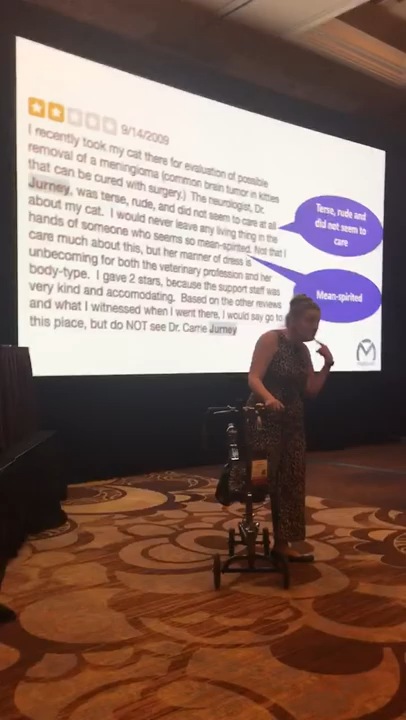 9/14/2009
I recently took my cat there for evaluation of possible
removal of a meningioma (common brain tumor in kitties
that can be cured with surgery.) The neurologist, Dr.
Jurney, was terse, rude, and did not seem to care at all
about my cat. I would never leave any living thing in the
hands of someone who seems so mean-spirited. Not that I
care much about this, but her manner of dress is
unbecoming for both the veterinary profession and her
body-type. I gave 2 stars, because the support staff was
very kind and accomodating. Based on the other reviews
and what I witnessed when I went there, I would say go to
this place, but do NOT see Dr. Carrie Jurney
Terse, rude and
did not seem to
care
Mean-spirited